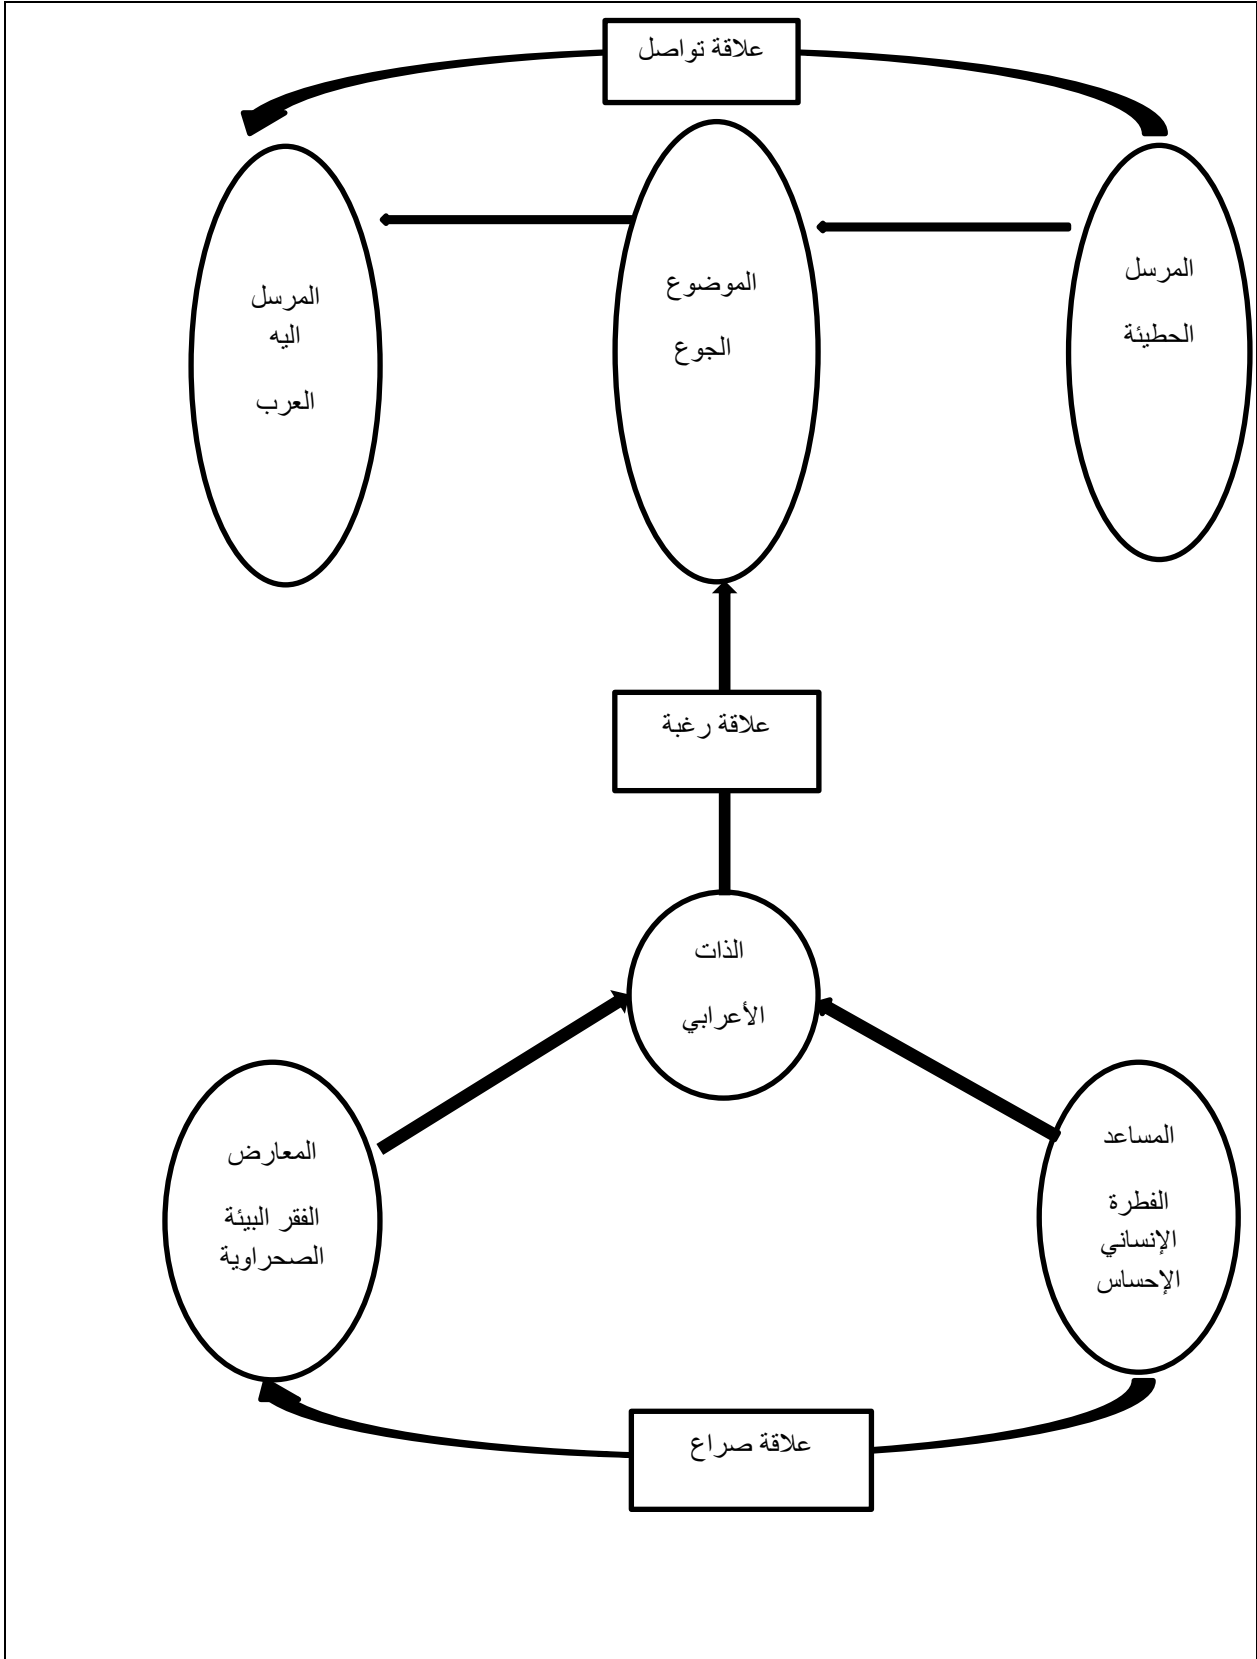 علاقة تواصل
المرسل
الحطيئة
الموضوع
الجوع
المرسل
اليه
العرب
علاقة رغبة
الذات
الأعرابي
المساعد
الفطرة
الإنساني
الإحساس
المعارض
الفقر البيئة
الصحراوية
علاقة صراع